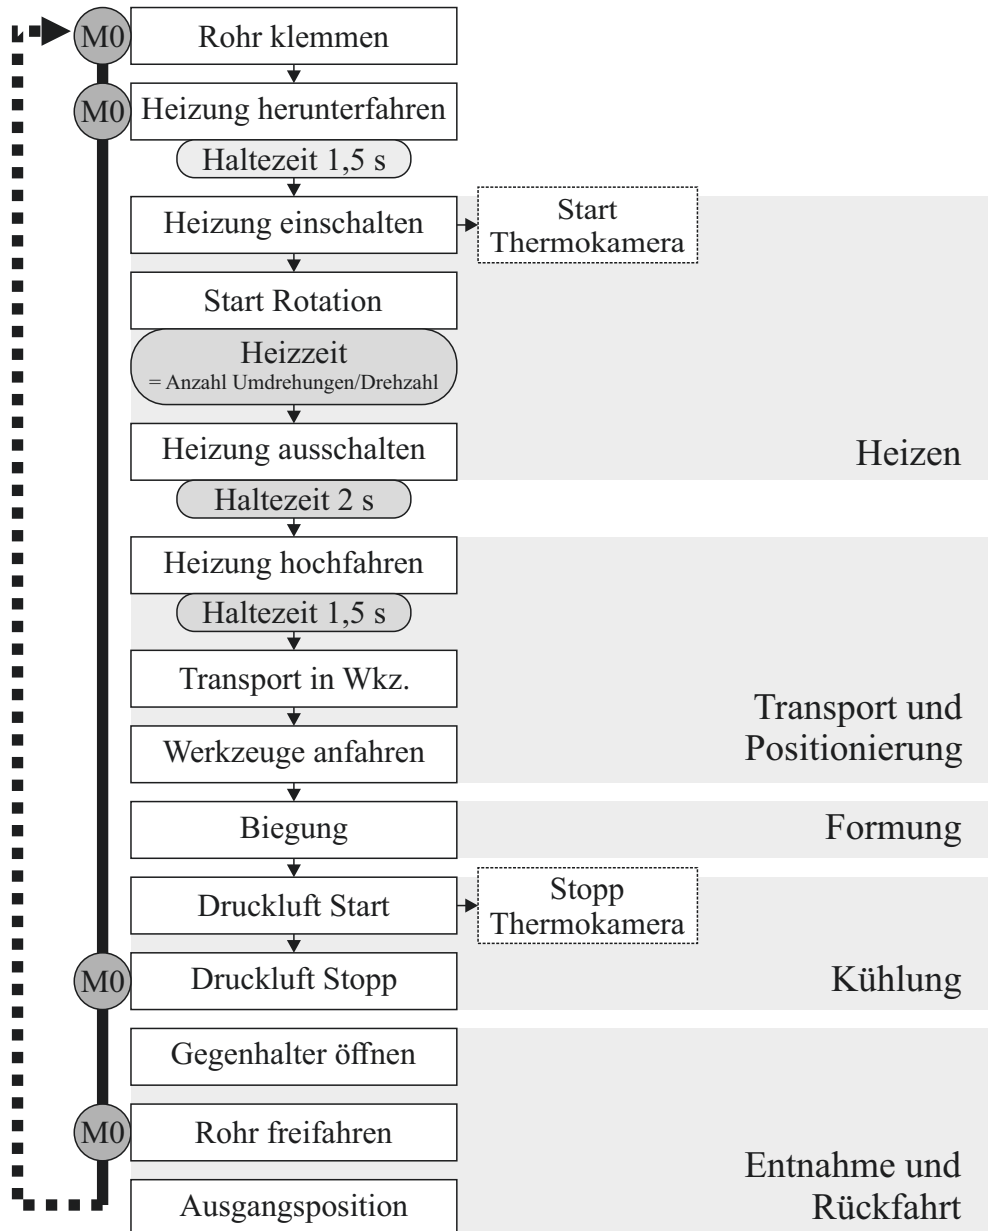 M0
Rohr klemmen
M0
Heizung herunterfahren
Haltezeit 1,5 s
Heizung einschalten
Start
Thermokamera
Start Rotation
Heizzeit
= Anzahl Umdrehungen/Drehzahl
Heizung ausschalten
Heizen
Haltezeit 2 s
Heizung hochfahren
Haltezeit 1,5 s
Transport in Wkz.
Werkzeuge anfahren
Transport und
Positionierung
Biegung
Formung
Druckluft Start
Stopp
Thermokamera
M0
Druckluft Stopp
Kühlung
Gegenhalter öffnen
M0
Rohr freifahren
Ausgangsposition
Entnahme und
Rückfahrt